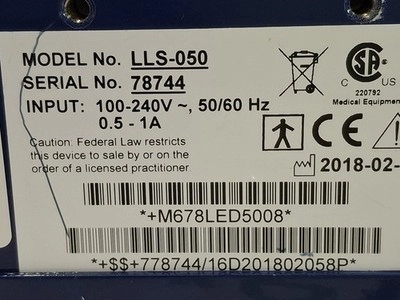 MODEL No. LLS-050
SERIAL No. 78744
INPUT: 100-240V ~, 50/60 Hz
0.5 - 1A
Caution: Federal Law restricts
this device to sale by or on the
order of a licensed practitioner.
CSA
C US
220792
Medical Equipment
CE
2018-02-
*+M678LED5008*
*+$$+778744/16D201802058P*